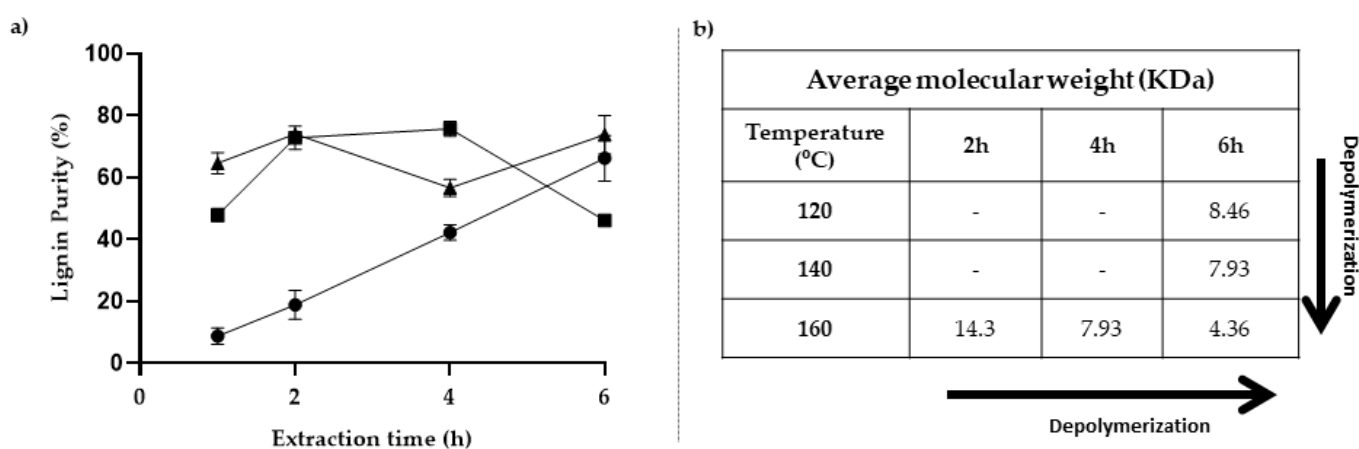 a)
Lignin Purity (%)
100
80
60
40
20
0
0 2 4 6
Extraction time (h)
b)
Average molecular weight (KDa)
Temperature (⁰C) 2h 4h 6h
120 - - 8.46
140 - - 7.93
160 14.3 7.93 4.36
Depolymerization
Depolymerization